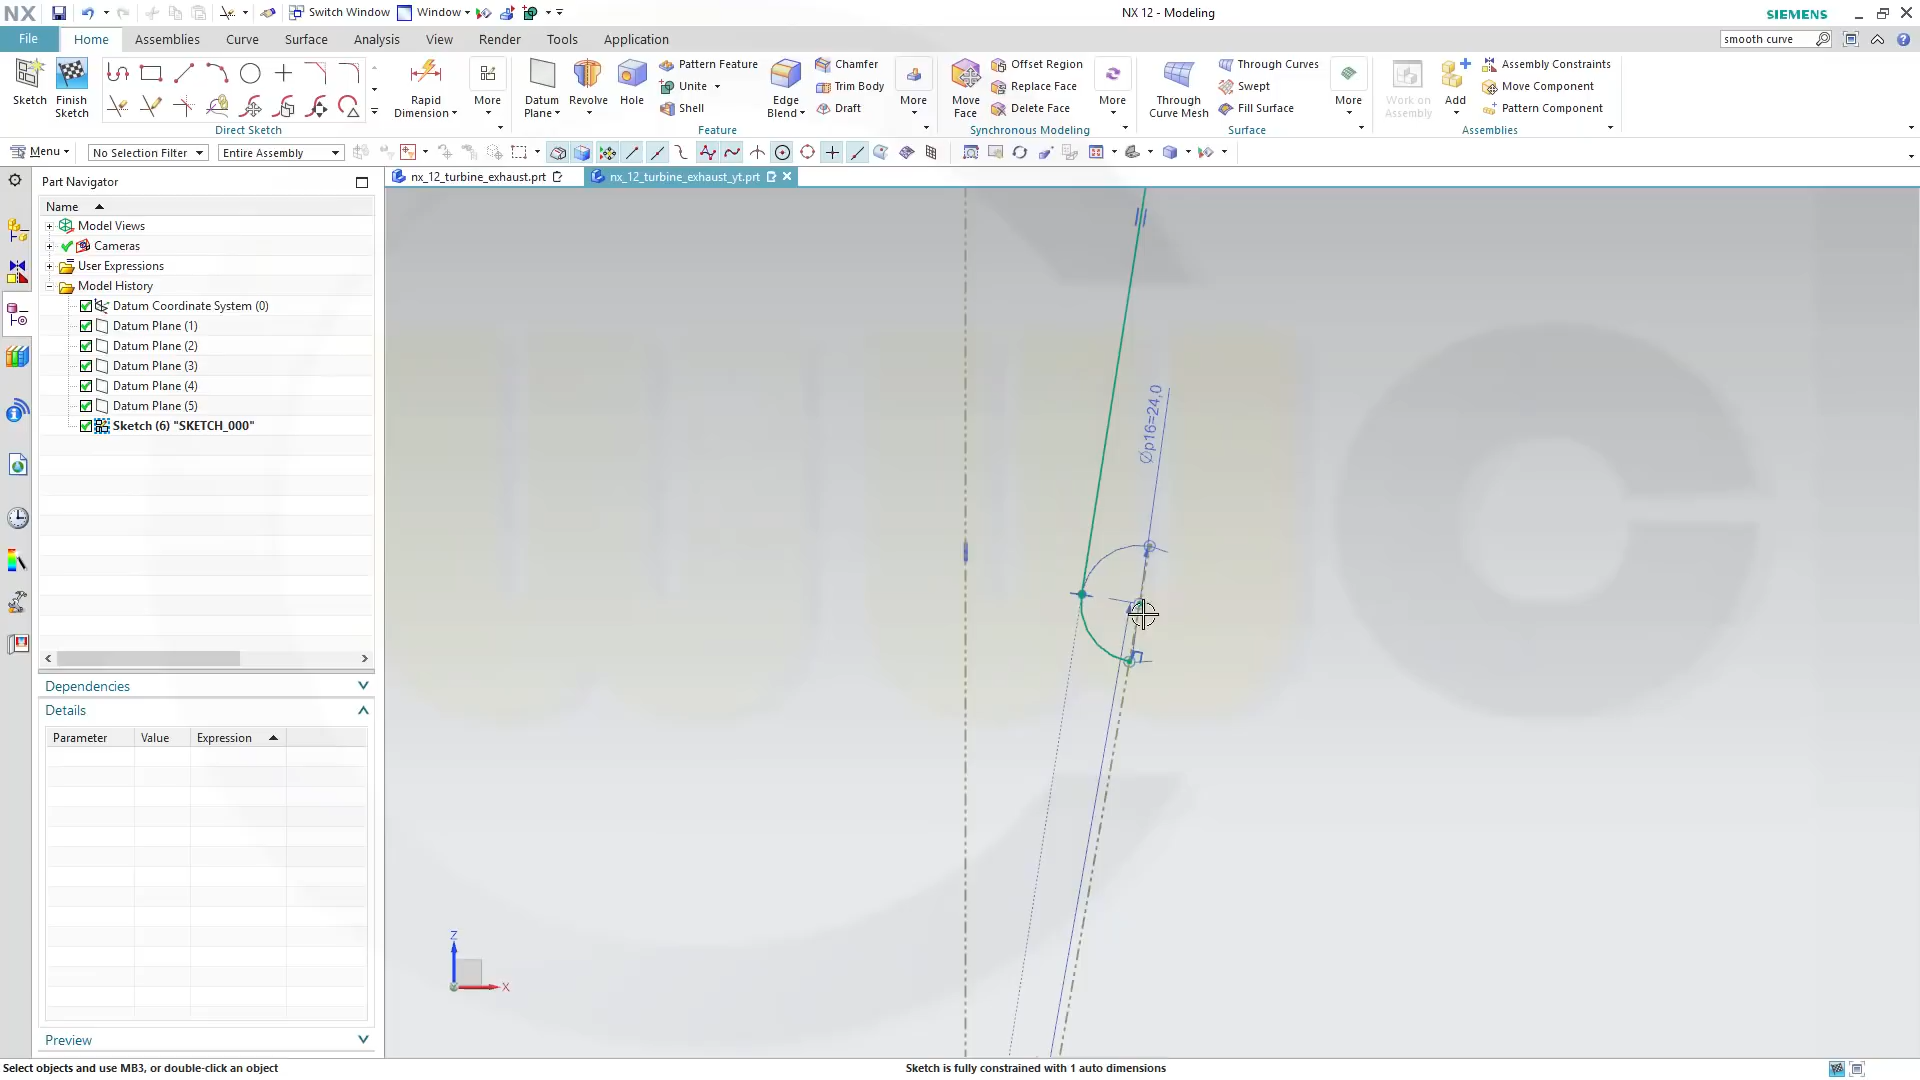 NX
Switch Window
Window
NX 12 - Modeling
SIEMENS
File
Home
Assemblies
Curve
Surface
Analysis
View
Render
Tools
Application
smooth curve
Sketch
Finish Sketch
Direct Sketch
Rapid Dimension
More
Datum Plane
Revolve
Hole
Pattern Feature
Unite
Shell
Edge Blend
Chamfer
Trim Body
Draft
More
Feature
Move Face
Offset Region
Replace Face
Delete Face
More
Synchronous Modeling
Through Curve Mesh
Through Curves
Swept
Fill Surface
More
Surface
Work on Assembly
Add
Assembly Constraints
Move Component
Pattern Component
Assemblies
Menu
No Selection Filter
Entire Assembly
Part Navigator
nx_12_turbine_exhaust.prt
nx_12_turbine_exhaust_yt.prt
Name
Model Views
Cameras
User Expressions
Model History
Datum Coordinate System (0)
Datum Plane (1)
Datum Plane (2)
Datum Plane (3)
Datum Plane (4)
Datum Plane (5)
Sketch (6) "SKETCH_000"
Dependencies
Details
Parameter
Value
Expression
Preview
Øp16=24,0
Z
X
Select objects and use MB3, or double-click an object
Sketch is fully constrained with 1 auto dimensions